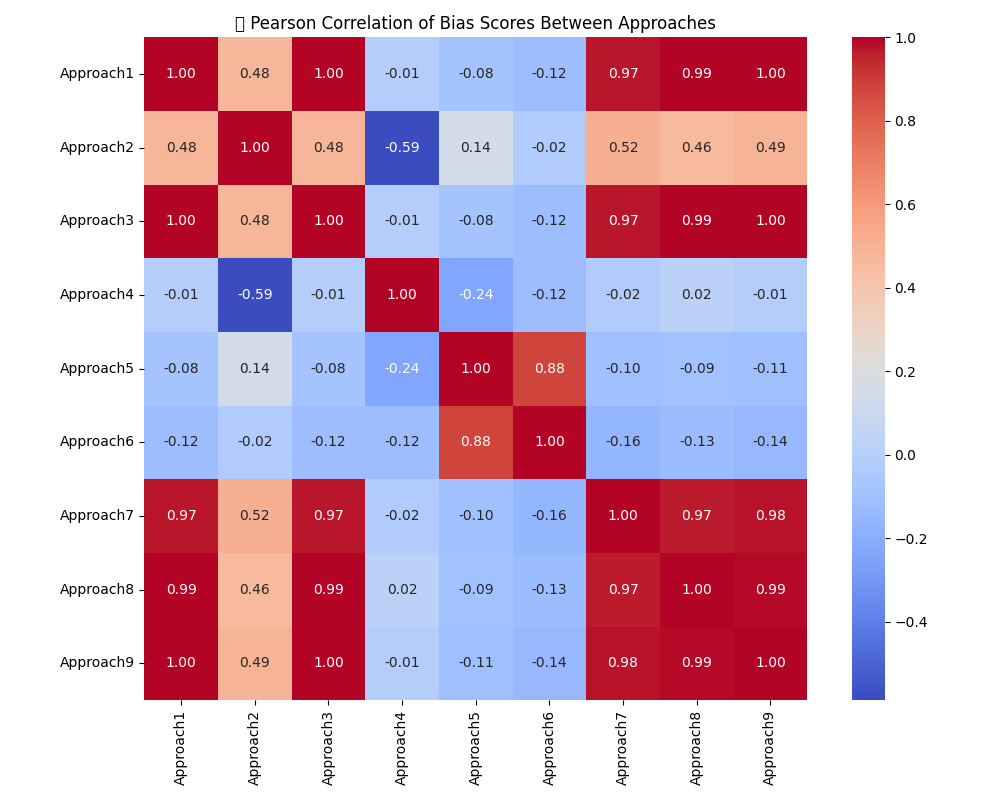 Pearson Correlation of Bias Scores Between Approaches
Approach1 1.00 0.48 1.00 -0.01 -0.08 -0.12 0.97 0.99 1.00
Approach2 0.48 1.00 0.48 -0.59 0.14 -0.02 0.52 0.46 0.49
Approach3 1.00 0.48 1.00 -0.01 -0.08 -0.12 0.97 0.99 1.00
Approach4 -0.01 -0.59 -0.01 1.00 -0.24 -0.12 -0.02 0.02 -0.01
Approach5 -0.08 0.14 -0.08 -0.24 1.00 0.88 -0.10 -0.09 -0.11
Approach6 -0.12 -0.02 -0.12 -0.12 0.88 1.00 -0.16 -0.13 -0.14
Approach7 0.97 0.52 0.97 -0.02 -0.10 -0.16 1.00 0.97 0.98
Approach8 0.99 0.46 0.99 0.02 -0.09 -0.13 0.97 1.00 0.99
Approach9 1.00 0.49 1.00 -0.01 -0.11 -0.14 0.98 0.99 1.00
Approach1 Approach2 Approach3 Approach4 Approach5 Approach6 Approach7 Approach8 Approach9
1.0
0.8
0.6
0.4
0.2
0.0
−0.2
−0.4